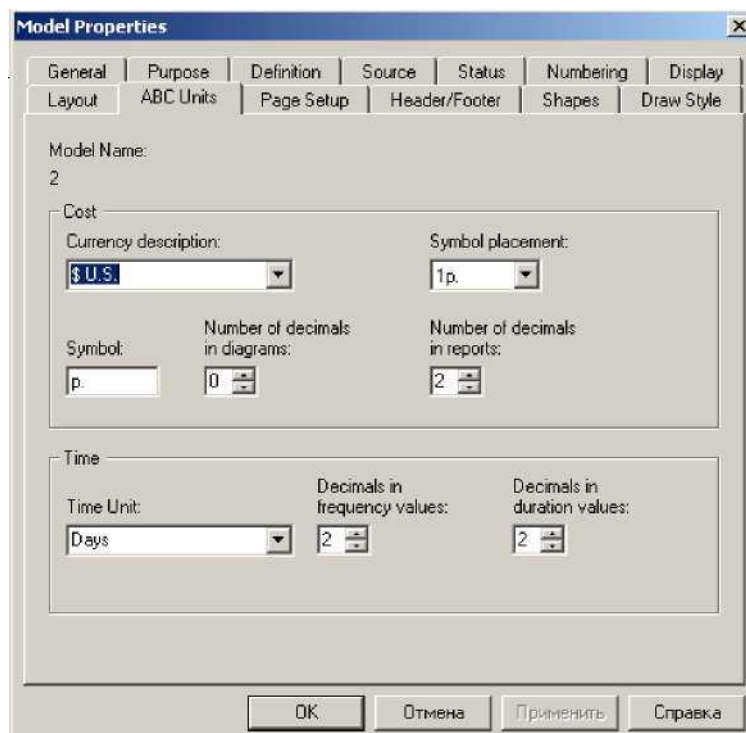 Model Properties
General Purpose Definition Source Status Numbering Display
Layout ABC Units Page Setup Header/Footer Shapes Draw Style
Model Name:
2
Cost
Currency description: Symbol placement:
$ U.S. 1p.
Number of decimals Number of decimals
Symbol: in diagrams: in reports:
p. 0 2
Time
Decimals in Decimals in
Time Unit: frequency values: duration values:
Days 2 2
OK Отмена Применить Справка